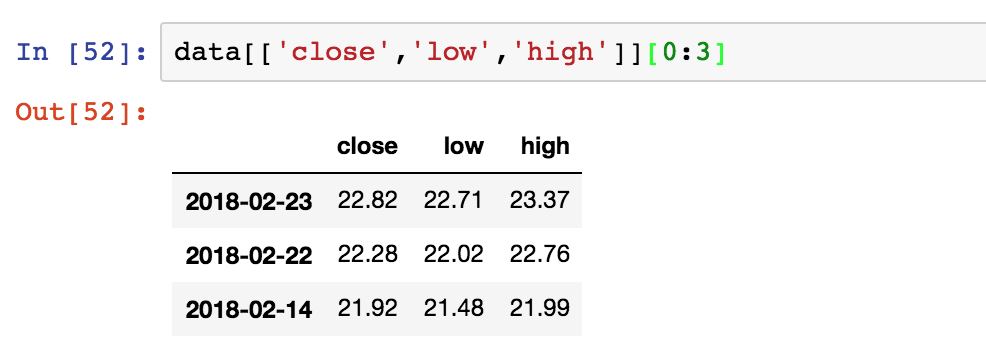 In [52]: data[['close','low','high']][0:3]
Out[52]:
close low high
2018-02-23 22.82 22.71 23.37
2018-02-22 22.28 22.02 22.76
2018-02-14 21.92 21.48 21.99